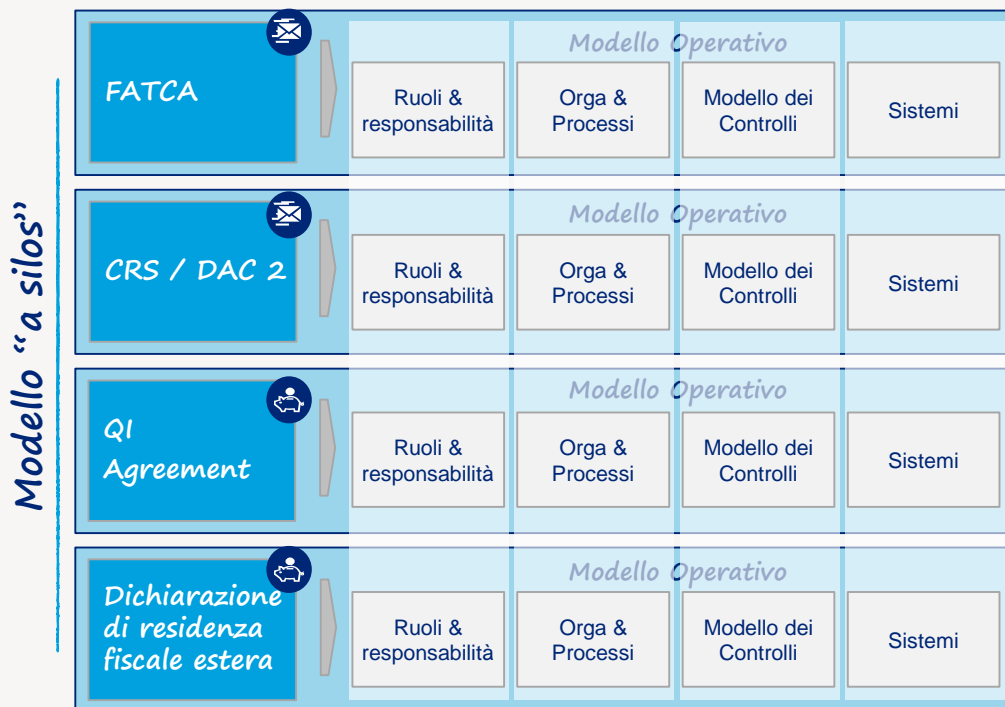 Modello “a silos”
FATCA
Modello Operativo
Ruoli &
responsabilità
Orga &
Processi
Modello dei
Controlli
Sistemi
CRS / DAC 2
Modello Operativo
Ruoli &
responsabilità
Orga &
Processi
Modello dei
Controlli
Sistemi
QI
Agreement
Modello Operativo
Ruoli &
responsabilità
Orga &
Processi
Modello dei
Controlli
Sistemi
Dichiarazione
di residenza
fiscale estera
Modello Operativo
Ruoli &
responsabilità
Orga &
Processi
Modello dei
Controlli
Sistemi